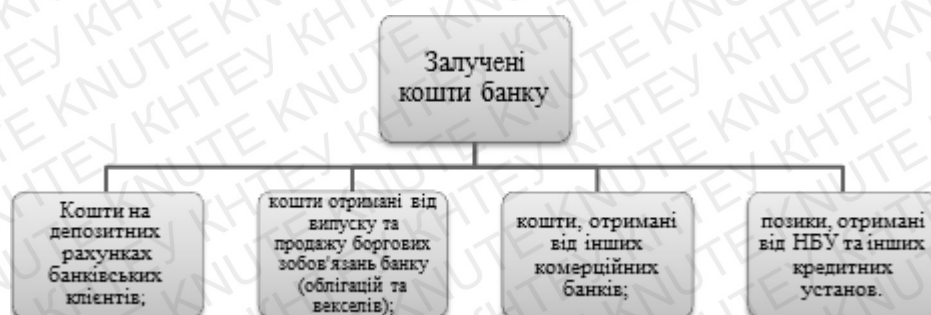 Залучені
кошти банку
Кошти на
депозитних
рахунках
банківських
клієнтів;
кошти отримані від
випуску та
продажу боргових
зобов'язань банку
(облігацій та
векселів);
кошти, отримані
від інших
комерційних
банків;
позики, отримані
від НБУ та інших
кредитних
установ.